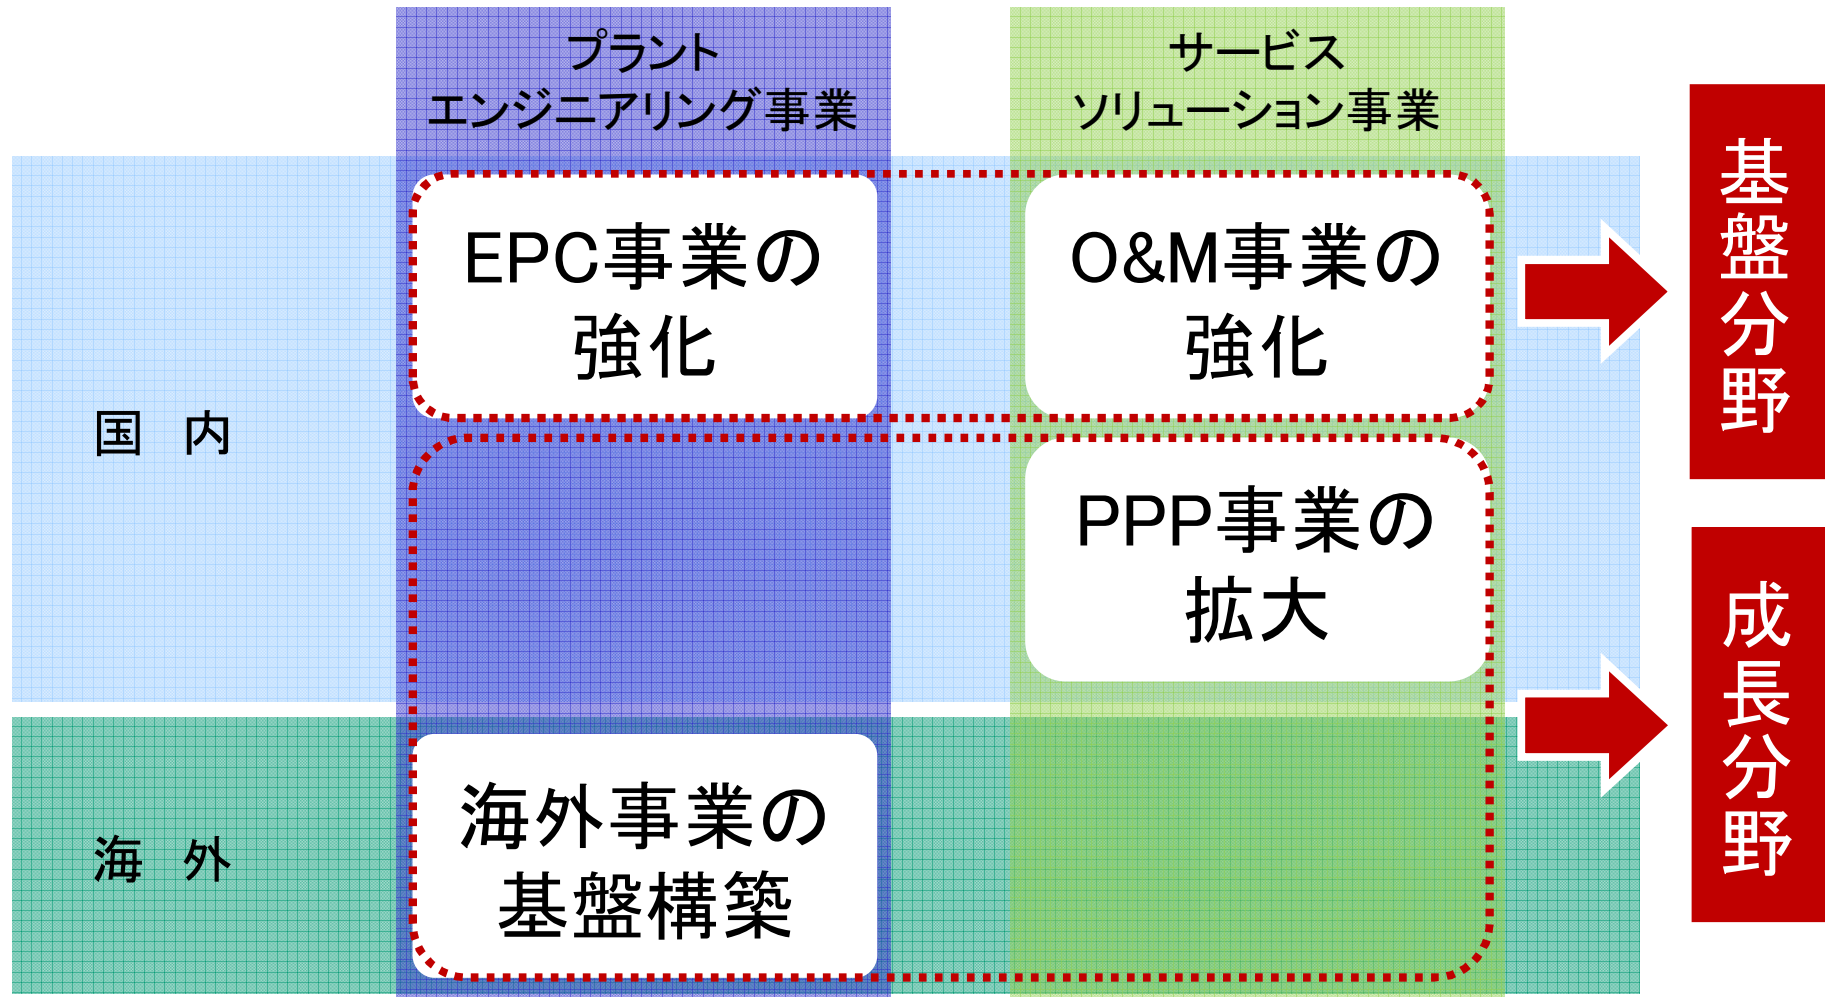 プラント
エンジニアリング事業
サービス
ソリューション事業
国　内
EPC事業の
強化
O&M事業の
強化
基盤分野
PPP事業の
拡大
海　外
海外事業の
基盤構築
成長分野